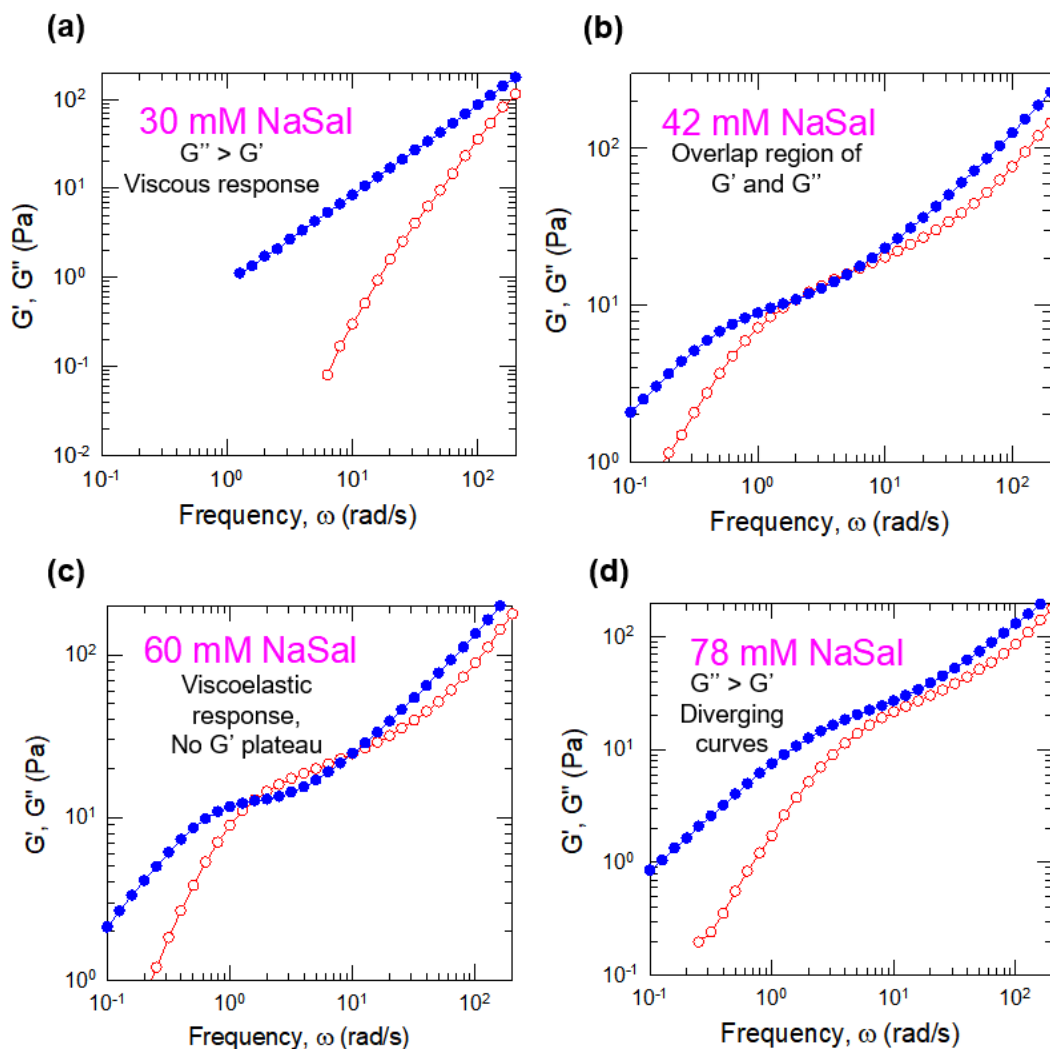 (a)
30 mM NaSal
G'' > G'
Viscous response
G', G" (Pa)
10²
10¹
10⁰
10⁻¹
10⁻²
10⁻¹ 10⁰ 10¹ 10²
Frequency, ω (rad/s)
(b)
42 mM NaSal
Overlap region of
G' and G''
G', G" (Pa)
10²
10¹
10⁰
10⁻¹ 10⁰ 10¹ 10²
Frequency, ω (rad/s)
(c)
60 mM NaSal
Viscoelastic
response,
No G' plateau
G', G" (Pa)
10²
10¹
10⁰
10⁻¹ 10⁰ 10¹ 10²
Frequency, ω (rad/s)
(d)
78 mM NaSal
G'' > G'
Diverging
curves
G', G" (Pa)
10²
10¹
10⁰
10⁻¹
10⁻¹ 10⁰ 10¹ 10²
Frequency, ω (rad/s)